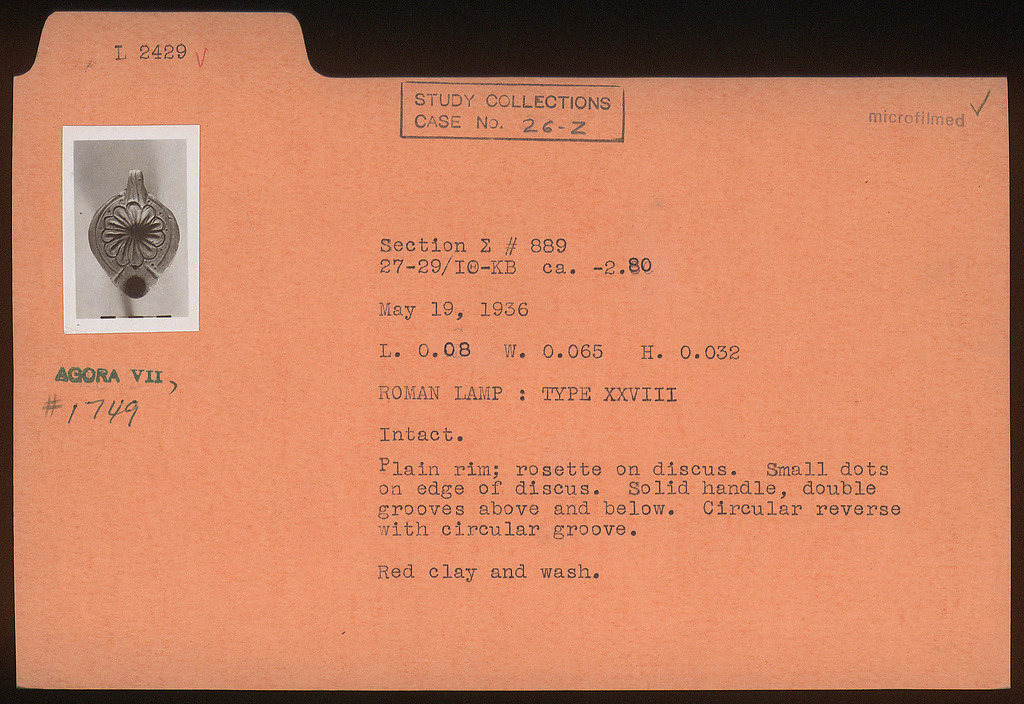 L 2429
STUDY COLLECTIONS
CASE No. 26-Z
microfilmed
Section Σ # 889
27-29/ΙΘ-ΚΒ ca. -2.80
May 19, 1936
L. 0.08 W. 0.065 H. 0.032
AGORA VII,
# 1749
ROMAN LAMP : TYPE XXVIII
Intact.
Plain rim; rosette on discus. Small dots
on edge of discus. Solid handle, double
grooves above and below. Circular reverse
with circular groove.
Red clay and wash.